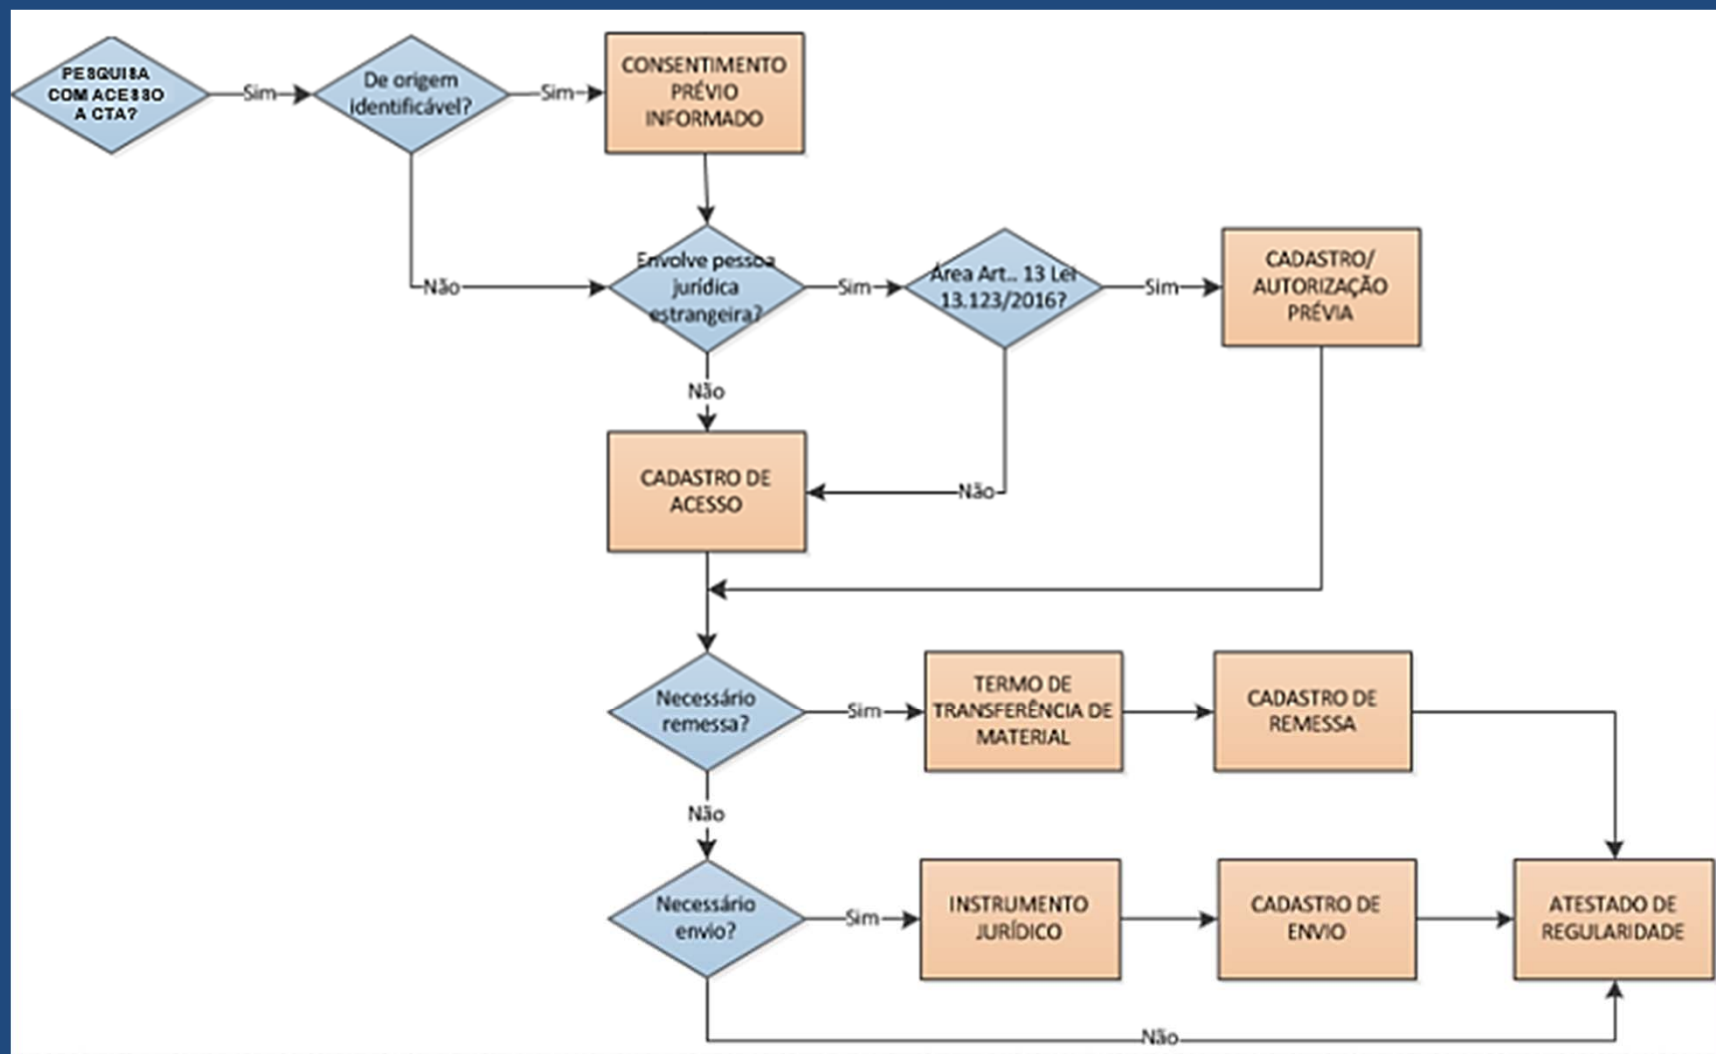 PESQUISA
COM ACESSO
A CTA?
Sim
De origem
identificável?
Sim
CONSENTIMENTO
PRÉVIO
INFORMADO
Não
Envolve pessoa
jurídica
estrangeira?
Sim
Área Art.. 13 Lei
13.123/2016?
Sim
CADASTRO/
AUTORIZAÇÃO
PRÉVIA
Não
CADASTRO DE
ACESSO
Não
Necessário
remessa?
Sim
TERMO DE
TRANSFERÊNCIA DE
MATERIAL
CADASTRO DE
REMESSA
Não
Necessário
envio?
Sim
INSTRUMENTO
JURÍDICO
CADASTRO DE
ENVIO
ATESTADO DE
REGULARIDADE
Não